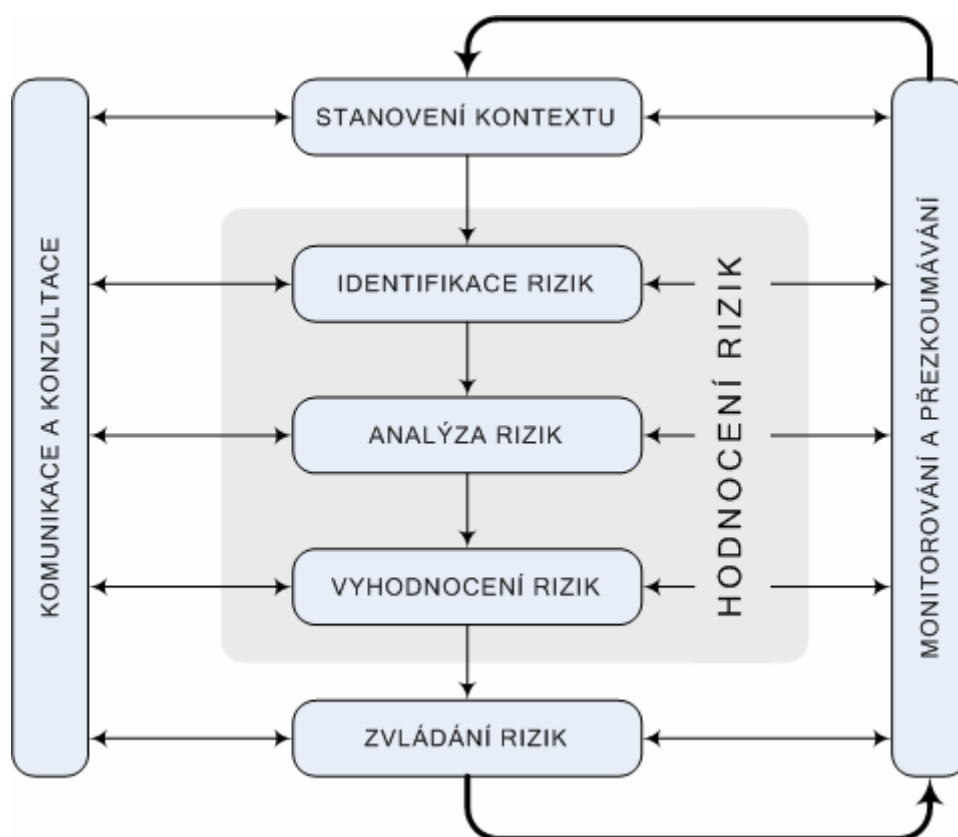 STANOVENÍ KONTEXTU
KOMUNIKACE A KONZULTACE
IDENTIFIKACE RIZIK
ANALÝZA RIZIK
VYHODNOCENÍ RIZIK
HODNOCENÍ RIZIK
MONITOROVÁNÍ A PŘEZKOUMÁVÁNÍ
ZVLÁDÁNÍ RIZIK